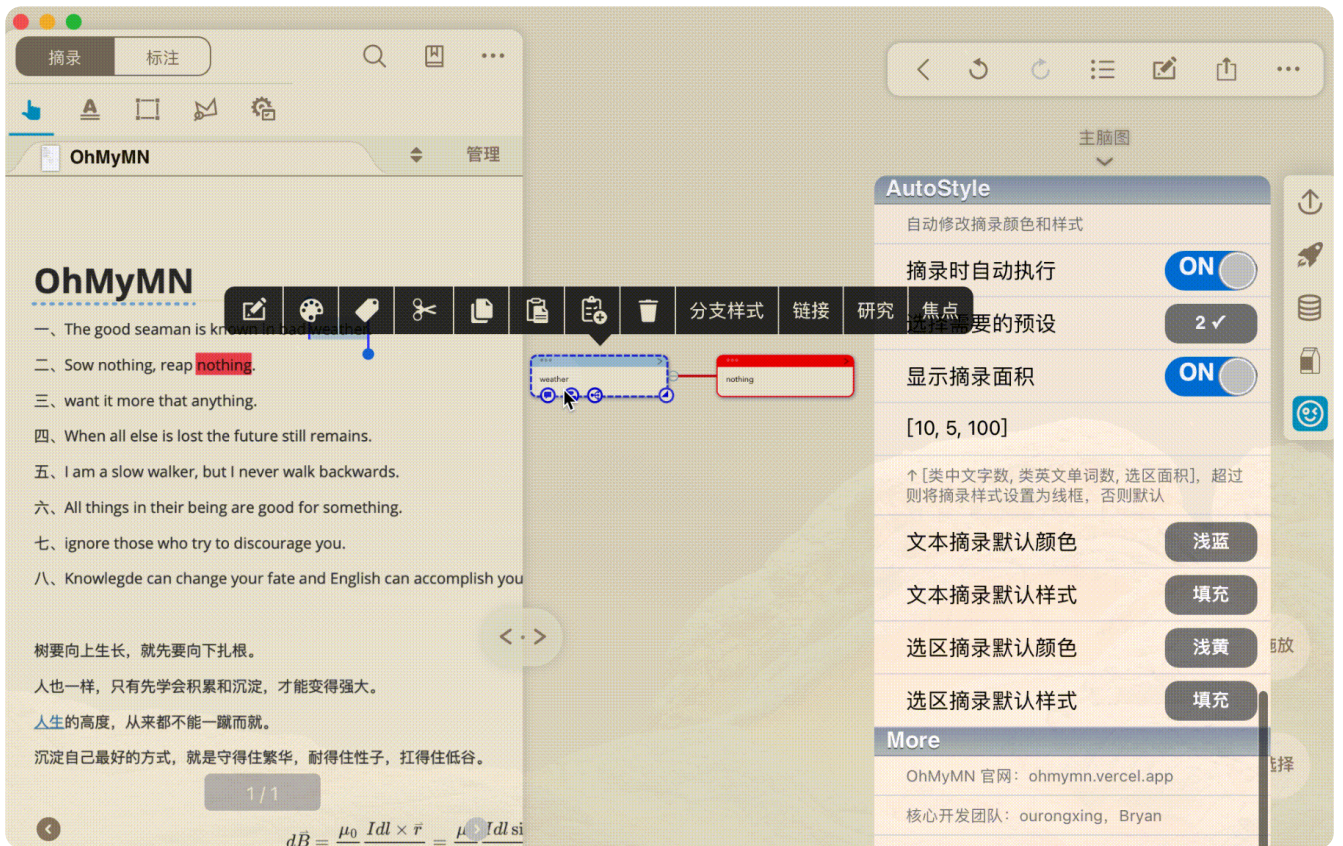 摘录
标注
OhMyMN
管理
OhMyMN
一、The good seaman is known in bad weather.
二、Sow nothing, reap nothing.
三、want it more that anything.
四、When all else is lost the future still remains.
五、I am a slow walker, but I never walk backwards.
六、All things in their being are good for something.
七、ignore those who try to discourage you.
八、Knowlegde can change your fate and English can accomplish you
树要向上生长，就先要向下扎根。
人也一样，只有先学会积累和沉淀，才能变得强大。
人生的高度，从来都不能一蹴而就。
沉淀自己最好的方式，就是守得住繁华，耐得住性子，扛得住低谷。
1 / 1
分支样式
链接
研究
焦点
weather
nothing
主脑图
AutoStyle
自动修改摘录颜色和样式
摘录时自动执行
ON
选择需要的预设
2 ✓
显示摘录面积
ON
[10, 5, 100]
↑ [类中文字数, 类英文单词数, 选区面积]，超过
则将摘录样式设置为线框，否则默认
文本摘录默认颜色
浅蓝
文本摘录默认样式
填充
选区摘录默认颜色
浅黄
选区摘录默认样式
填充
More
OhMyMN 官网：ohmymn.vercel.app
核心开发团队：ourongxing，Bryan